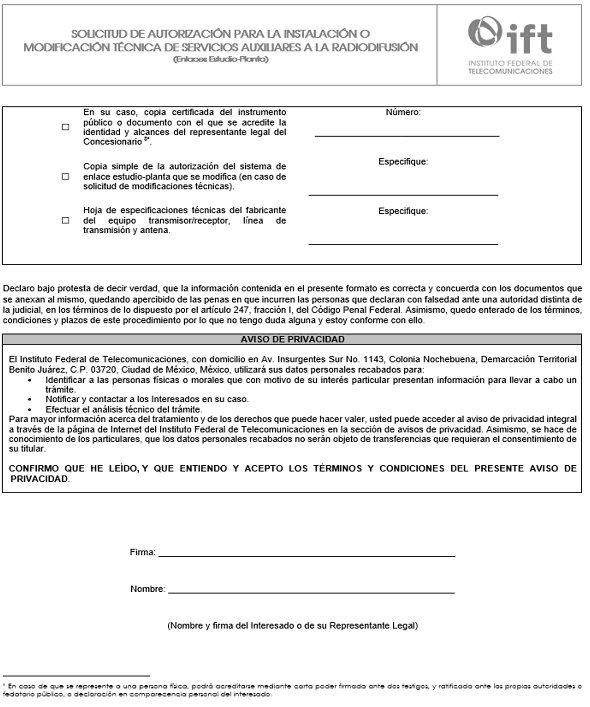 SOLICITUD DE AUTORIZACIÓN PARA LA INSTALACIÓN O
MODIFICACIÓN TÉCNICA DE SERVICIOS AUXILIARES A LA RADIODIFUSIÓN
(Enlaces Estudio-Planta)
ift
INSTITUTO FEDERAL DE
TELECOMUNICACIONES
En su caso, copia certificada del instrumento
público o documento con el que se acredite la
identidad y alcances del representante legal del
Concesionario
Número:
Copia simple de la autorización del sistema de
enlace estudio-planta que se modifica (en caso de
solicitud de modificaciones técnicas).
Especifique:
Hoja de especificaciones técnicas del fabricante
del equipo transmisor/receptor, línea de
transmisión y antena.
Especifique:
Declaro bajo protesta de decir verdad, que la información contenida en el presente formato es correcta y concuerda con los documentos que
se anexan al mismo, quedando apercibido de las penas en que incurren las personas que declaran con falsedad ante una autoridad distinta de
la judicial, en los términos de lo dispuesto por el artículo 247, fracción I, del Código Penal Federal. Asimismo, quedo enterado de los términos,
condiciones y plazos de este procedimiento por lo que no tengo duda alguna y estoy conforme con ello.
AVISO DE PRIVACIDAD
El Instituto Federal de Telecomunicaciones, con domicilio en Av. Insurgentes Sur No. 1143, Colonia Nochebuena, Demarcación Territorial
Benito Juárez, C.P. 03720, Ciudad de México, México, utilizará sus datos personales recabados para:
• Identificar a las personas físicas o morales que con motivo de su interés particular presentan información para llevar a cabo un
trámite.
• Notificar y contactar a los Interesados en su caso.
• Efectuar el análisis técnico del trámite.
Para mayor información acerca del tratamiento y de los derechos que puede hacer valer, usted puede acceder al aviso de privacidad integral
a través de la página de Internet del Instituto Federal de Telecomunicaciones en la sección de avisos de privacidad. Asimismo, se hace de
conocimiento de los particulares, que los datos personales recabados no serán objeto de transferencias que requieran el consentimiento de
su titular.
CONFIRMO QUE HE LEÍDO, Y QUE ENTIENDO Y ACEPTO LOS TÉRMINOS Y CONDICIONES DEL PRESENTE AVISO DE
PRIVACIDAD.
Firma:
Nombre:
(Nombre y firma del Interesado o de su Representante Legal)
* En caso de que se represente a una persona física, podrá acreditarse mediante carta poder firmada ante dos testigos, y ratificada ante las propias autoridades o
fedatario público, o declaración en comparecencia personal del interesado.